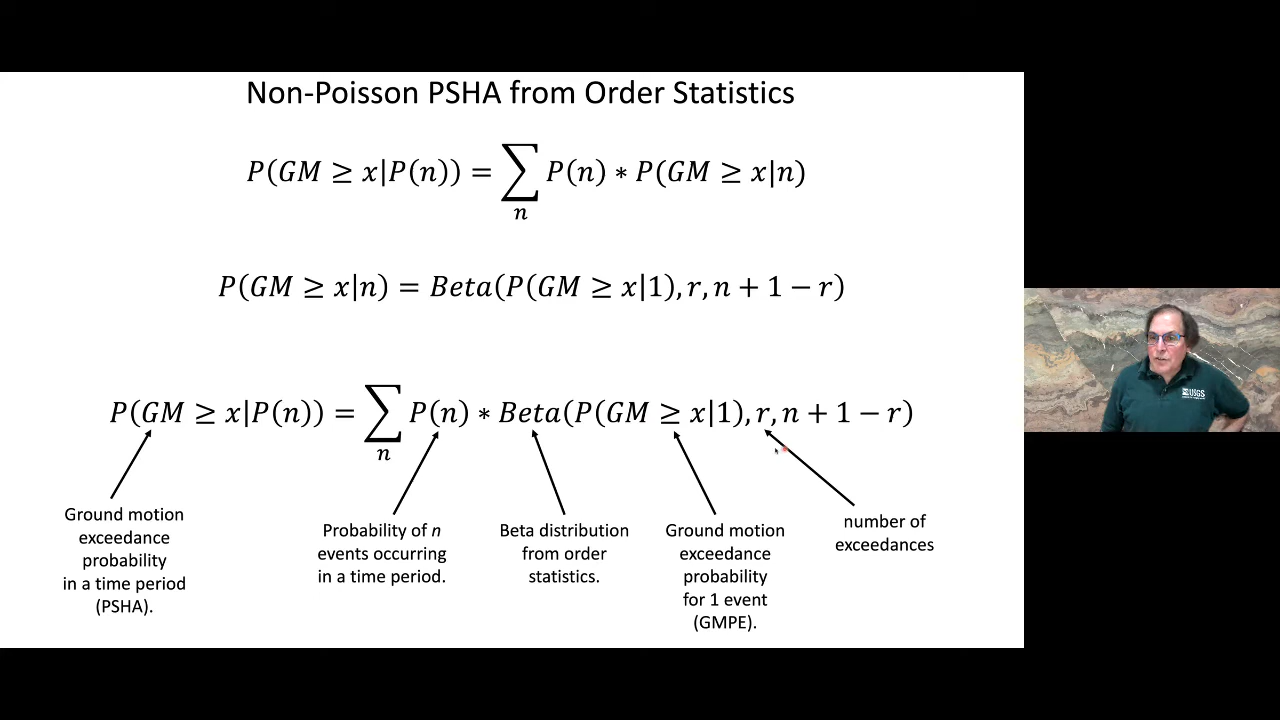 Non-Poisson PSHA from Order Statistics
P(GM ≥ x|P(n)) = ∑ P(n) ∗ P(GM ≥ x|n)
n
P(GM ≥ x|n) = Beta(P(GM ≥ x|1), r, n + 1 − r)
P(GM ≥ x|P(n)) = ∑ P(n) ∗ Beta(P(GM ≥ x|1), r, n + 1 − r)
n
Ground motion
exceedance
probability
in a time period
(PSHA).
Probability of n
events occurring
in a time period.
Beta distribution
from order
statistics.
Ground motion
exceedance
probability
for 1 event
(GMPE).
number of
exceedances
USGS